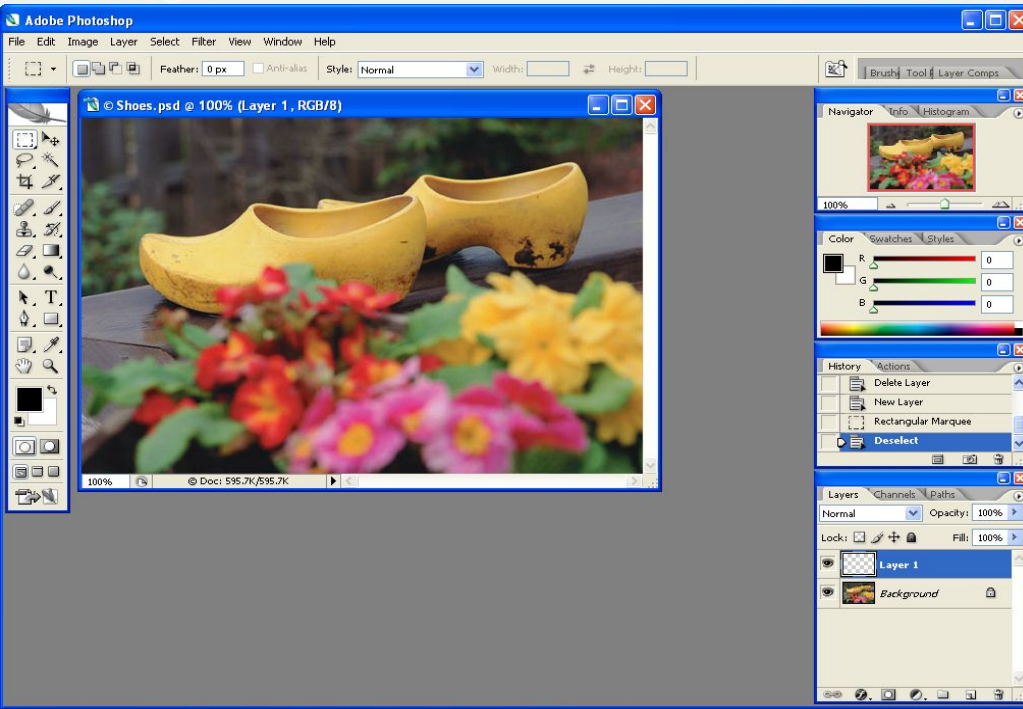 Adobe Photoshop
File Edit Image Layer Select Filter View Window Help
Feather: 0 px Anti-alias Style: Normal Width: Height:
Brush Tool Layer Comps
© Shoes.psd @ 100% (Layer 1, RGB/8)
Navigator Info Histogram
100%
Color Swatches Styles
R 0
G 0
B 0
History Actions
Delete Layer
New Layer
Rectangular Marquee
Deselect
100% © Doc: 595.7K/595.7K
Layers Channels Paths
Normal Opacity: 100%
Lock: Fill: 100%
Layer 1
Background